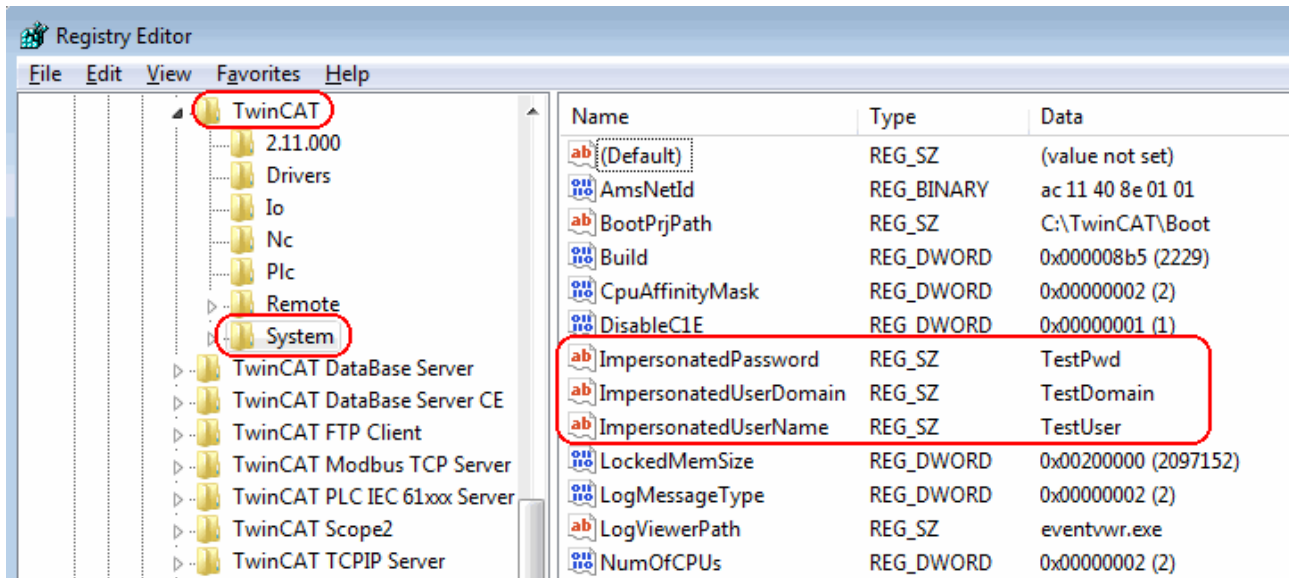 Registry Editor
File Edit View Favorites Help
TwinCAT
2.11.000
Drivers
Io
Nc
Plc
Remote
System
TwinCAT DataBase Server
TwinCAT DataBase Server CE
TwinCAT FTP Client
TwinCAT Modbus TCP Server
TwinCAT PLC IEC 61xxx Server
TwinCAT Scope2
TwinCAT TCPIP Server
Name Type Data
(Default) REG_SZ (value not set)
AmsNetId REG_BINARY ac 11 40 8e 01 01
BootPrjPath REG_SZ C:\TwinCAT\Boot
Build REG_DWORD 0x000008b5 (2229)
CpuAffinityMask REG_DWORD 0x00000002 (2)
DisableC1E REG_DWORD 0x00000001 (1)
ImpersonatedPassword REG_SZ TestPwd
ImpersonatedUserDomain REG_SZ TestDomain
ImpersonatedUserName REG_SZ TestUser
LockedMemSize REG_DWORD 0x00200000 (2097152)
LogMessageType REG_DWORD 0x00000002 (2)
LogViewerPath REG_SZ eventvwr.exe
NumOfCPUs REG_DWORD 0x00000002 (2)